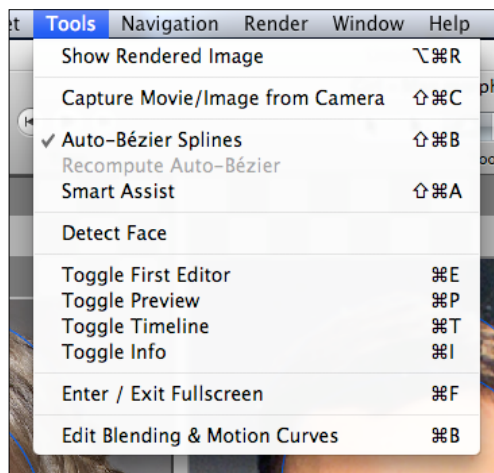 Tools Navigation Render Window Help
Show Rendered Image ⌥⌘R
Capture Movie/Image from Camera ⇧⌘C
✓ Auto-Bézier Splines ⇧⌘B
Recompute Auto-Bézier
Smart Assist ⇧⌘A
Detect Face
Toggle First Editor ⌘E
Toggle Preview ⌘P
Toggle Timeline ⌘T
Toggle Info ⌘I
Enter / Exit Fullscreen ⌘F
Edit Blending & Motion Curves ⌘B